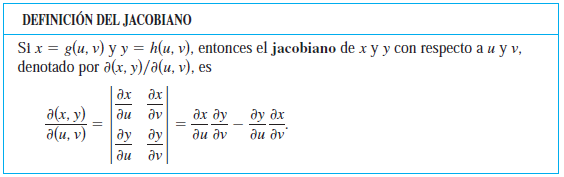 DEFINICIÓN DEL JACOBIANO
Si x = g(u, v) y y = h(u, v), entonces el jacobiano de x y y con respecto a u y v,
denotado por ∂(x, y)/∂(u, v), es
∂(x, y)/∂(u, v) = | ∂x/∂u ∂x/∂v ; ∂y/∂u ∂y/∂v | = ∂x/∂u ∂y/∂v − ∂y/∂u ∂x/∂v.